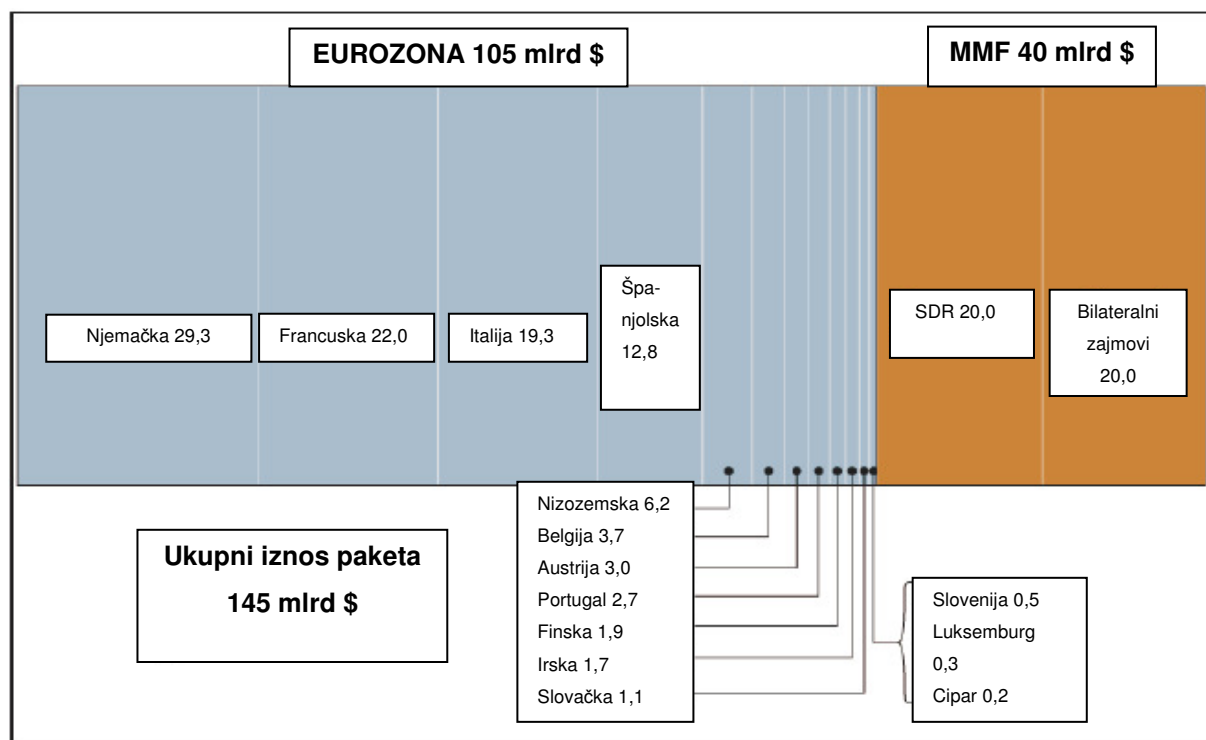 EUROZONA 105 mlrd $
MMF 40 mlrd $
Njemačka 29,3
Francuska 22,0
Italija 19,3
Špa-
njolska
12,8
SDR 20,0
Bilateralni
zajmovi
20,0
Nizozemska 6,2
Belgija 3,7
Austrija 3,0
Portugal 2,7
Finska 1,9
Irska 1,7
Slovačka 1,1
Ukupni iznos paketa
145 mlrd $
Slovenija 0,5
Luksemburg
0,3
Cipar 0,2